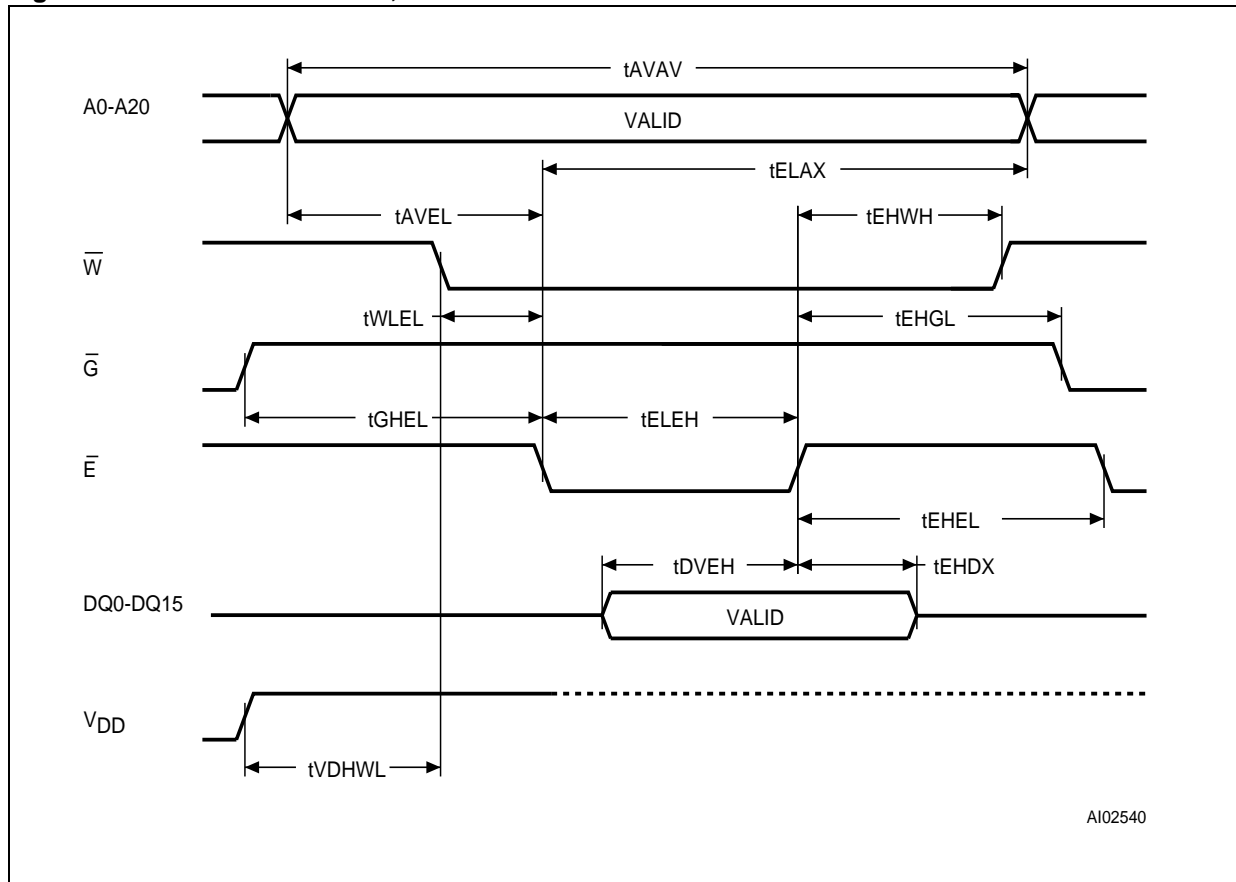 tAVAV
A0-A20
VALID
tELAX
tAVEL
tEHWH
W̅
tWLEL
tEHGL
G̅
tGHEL
tELEH
E̅
tEHEL
tDVEH
tEHDX
DQ0-DQ15
VALID
VDD
tVDHWL
AI02540